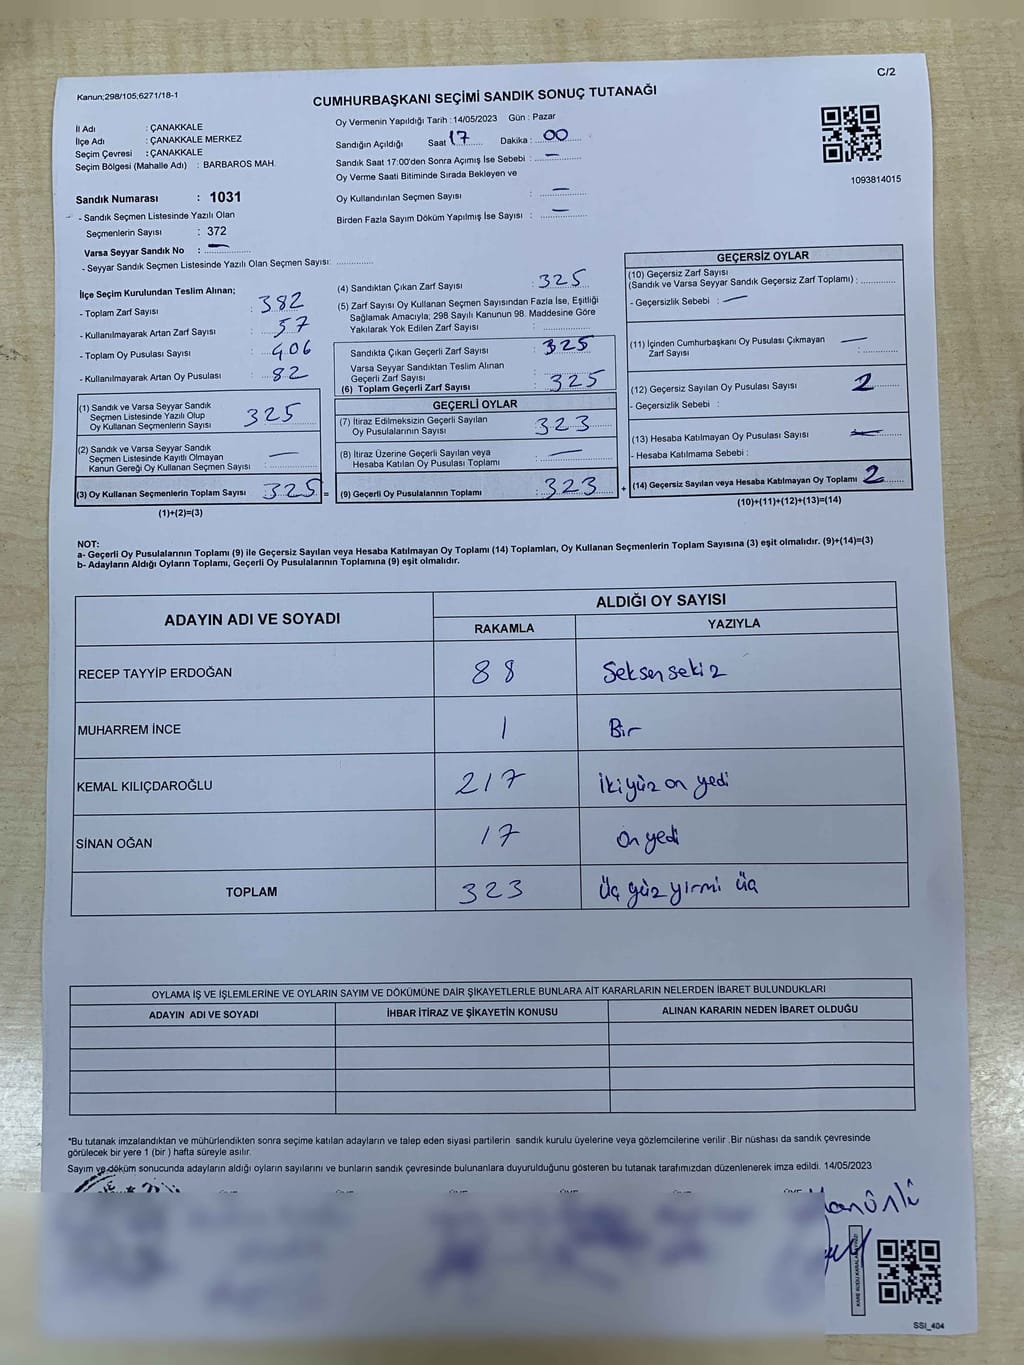 C/2
Kanun;298/105;6271/18-1
CUMHURBAŞKANI SEÇİMİ SANDIK SONUÇ TUTANAĞI
İl Adı : ÇANAKKALE
İlçe Adı : ÇANAKKALE MERKEZ
Seçim Çevresi : ÇANAKKALE
Seçim Bölgesi (Mahalle Adı) : BARBAROS MAH.
Sandık Numarası : 1031
- Sandık Seçmen Listesinde Yazılı Olan
Seçmenlerin Sayısı : 372
Varsa Seyyar Sandık No : —
- Seyyar Sandık Seçmen Listesinde Yazılı Olan Seçmen Sayısı: ..............
Oy Vermenin Yapıldığı Tarih : 14/05/2023 Gün : Pazar
Sandığın Açıldığı Saat 17 Dakika : 00
Sandık Saat 17:00'den Sonra Açımış İse Sebebi : —
Oy Verme Saati Bitiminde Sırada Bekleyen ve
Oy Kullandırılan Seçmen Sayısı : —
Birden Fazla Sayım Döküm Yapılmış İse Sayısı : —
1093814015
İlçe Seçim Kurulundan Teslim Alınan;
- Toplam Zarf Sayısı : 382
- Kullanılmayarak Artan Zarf Sayısı : 57
- Toplam Oy Pusulası Sayısı : 406
- Kullanılmayarak Artan Oy Pusulası : 82
(1) Sandık ve Varsa Seyyar Sandık
Seçmen Listesinde Yazılı Olup
Oy Kullanan Seçmenlerin Sayısı : 325
(2) Sandık ve Varsa Seyyar Sandık
Seçmen Listesinde Kayıtlı Olmayan
Kanun Gereği Oy Kullanan Seçmen Sayısı : —
(3) Oy Kullanan Seçmenlerin Toplam Sayısı 325 =
(1)+(2)=(3)
(4) Sandıktan Çıkan Zarf Sayısı : 325
(5) Zarf Sayısı Oy Kullanan Seçmen Sayısından Fazla İse, Eşitliği
Sağlamak Amacıyla; 298 Sayılı Kanunun 98. Maddesine Göre
Yakılarak Yok Edilen Zarf Sayısı :
Sandıkta Çıkan Geçerli Zarf Sayısı : 325
Varsa Seyyar Sandıktan Teslim Alınan
Geçerli Zarf Sayısı :
(6) Toplam Geçerli Zarf Sayısı : 325
GEÇERLİ OYLAR
(7) İtiraz Edilmeksizin Geçerli Sayılan
Oy Pusulalarının Sayısı : 323
(8) İtiraz Üzerine Geçerli Sayılan veya
Hesaba Katılan Oy Pusulası Toplamı : —
(9) Geçerli Oy Pusulalarının Toplamı : 323 +
GEÇERSİZ OYLAR
(10) Geçersiz Zarf Sayısı
(Sandık ve Varsa Seyyar Sandık Geçersiz Zarf Toplamı) : ............
- Geçersizlik Sebebi : —
(11) İçinden Cumhurbaşkanı Oy Pusulası Çıkmayan
Zarf Sayısı : —
(12) Geçersiz Sayılan Oy Pusulası Sayısı : 2
- Geçersizlik Sebebi :
(13) Hesaba Katılmayan Oy Pusulası Sayısı : —
- Hesaba Katılmama Sebebi :
(14) Geçersiz Sayılan veya Hesaba Katılmayan Oy Toplamı 2
(10)+(11)+(12)+(13)=(14)
NOT:
a- Geçerli Oy Pusulalarının Toplamı (9) ile Geçersiz Sayılan veya Hesaba Katılmayan Oy Toplamı (14) Toplamları, Oy Kullanan Seçmenlerin Toplam Sayısına (3) eşit olmalıdır. (9)+(14)=(3)
b- Adayların Aldığı Oyların Toplamı, Geçerli Oy Pusulalarının Toplamına (9) eşit olmalıdır.
ADAYIN ADI VE SOYADI ALDIĞI OY SAYISI
RAKAMLA YAZIYLA
RECEP TAYYİP ERDOĞAN 88 Seksen sekiz
MUHARREM İNCE 1 Bir
KEMAL KILIÇDAROĞLU 217 İkiyüz on yedi
SİNAN OĞAN 17 On yedi
TOPLAM 323 Üç yüz yirmi üç
OYLAMA İŞ VE İŞLEMLERİNE VE OYLARIN SAYIM VE DÖKÜMÜNE DAİR ŞİKAYETLERLE BUNLARA AİT KARARLARIN NELERDEN İBARET BULUNDUKLARI
ADAYIN ADI VE SOYADI İHBAR İTİRAZ VE ŞİKAYETİN KONUSU ALINAN KARARIN NEDEN İBARET OLDUĞU
*Bu tutanak imzalandıktan ve mühürlendikten sonra seçime katılan adayların ve talep eden siyasi partilerin sandık kurulu üyelerine veya gözlemcilerine verilir .Bir nüshası da sandık çevresinde
görülecek bir yere 1 (bir ) hafta süreyle asılır.
Sayım ve döküm sonucunda adayların aldığı oyların sayılarını ve bunların sandık çevresinde bulunanlara duyurulduğunu gösteren bu tutanak tarafımızdan düzenlenerek imza edildi. 14/05/2023
SSI_404